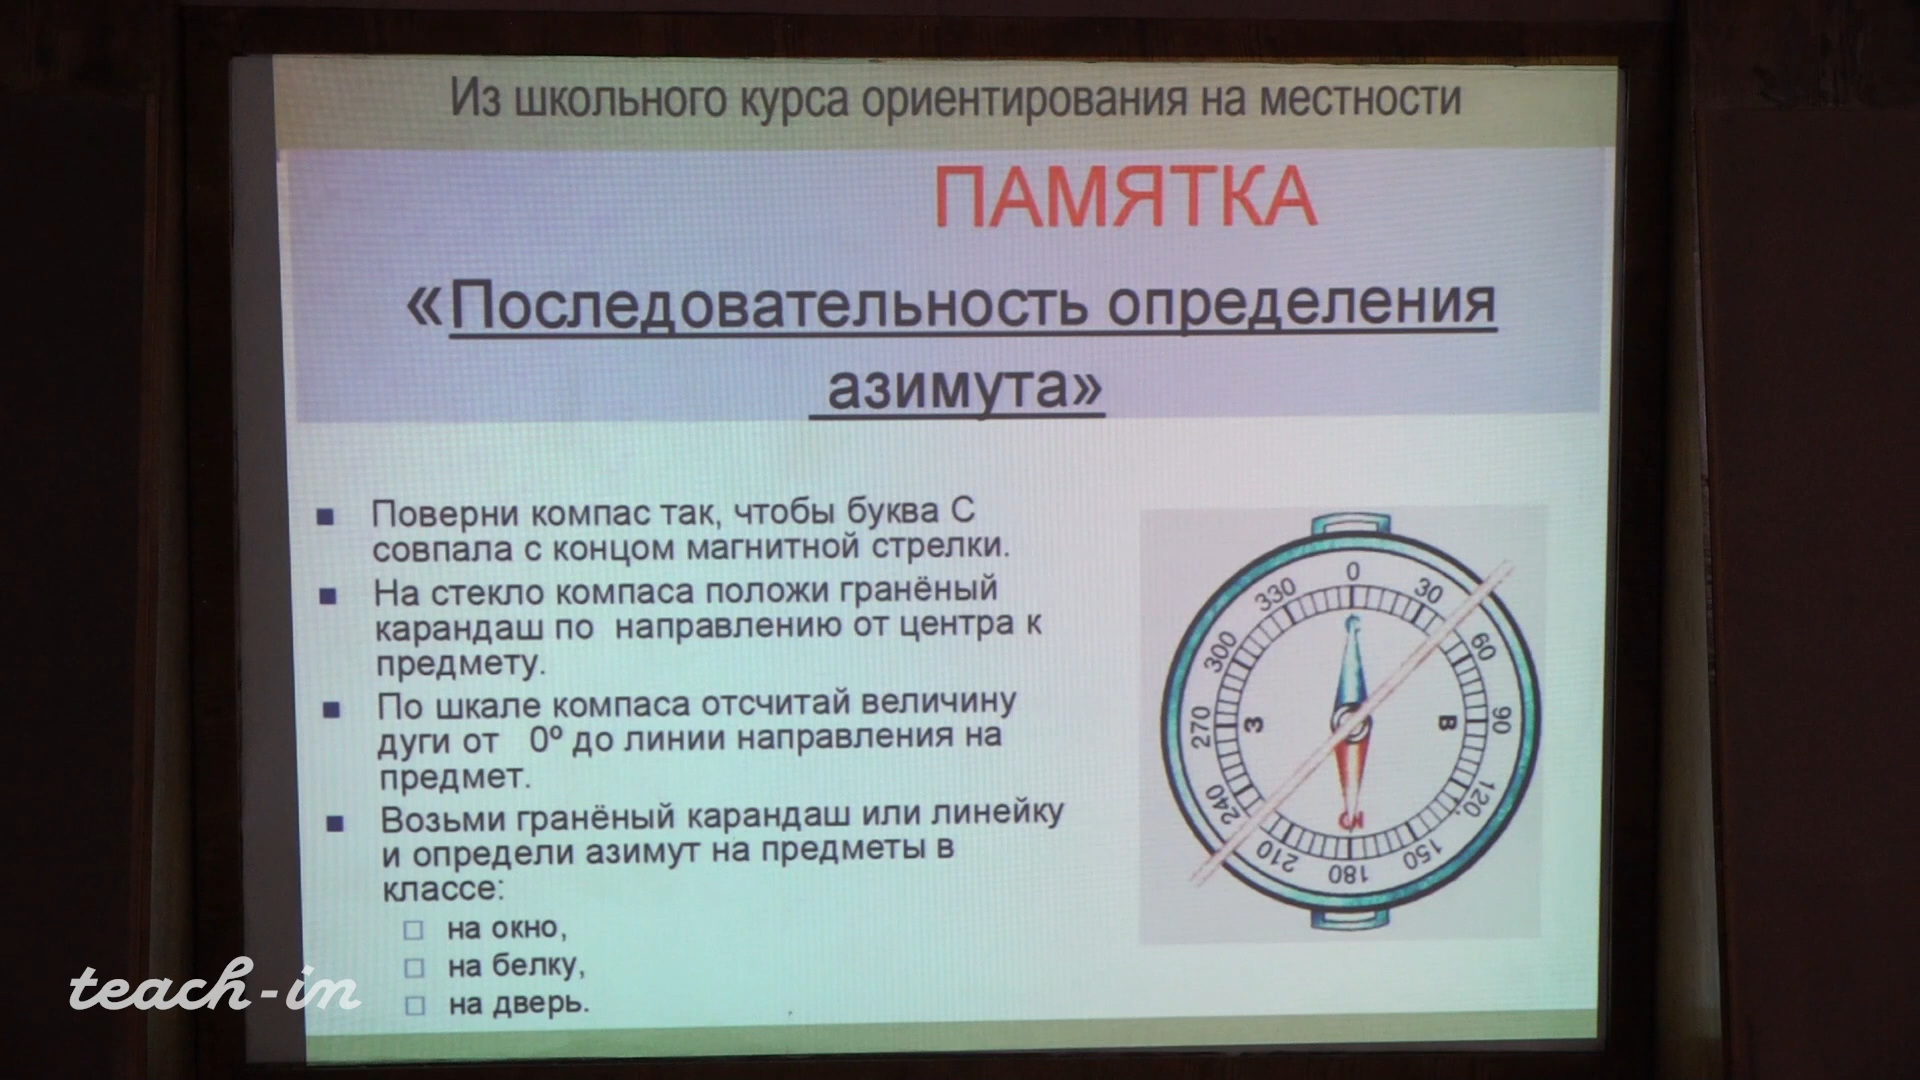 Из школьного курса ориентирования на местности
ПАМЯТКА
«Последовательность определения
азимута»
Поверни компас так, чтобы буква С
совпала с концом магнитной стрелки.
На стекло компаса положи гранёный
карандаш по направлению от центра к
предмету.
По шкале компаса отсчитай величину
дуги от 0º до линии направления на
предмет.
Возьми гранёный карандаш или линейку
и определи азимут на предметы в
классе:
на окно,
на белку,
на дверь.
0
30
60
90
120
150
180
210
240
270
300
330
С
В
Ю
З
teach-in